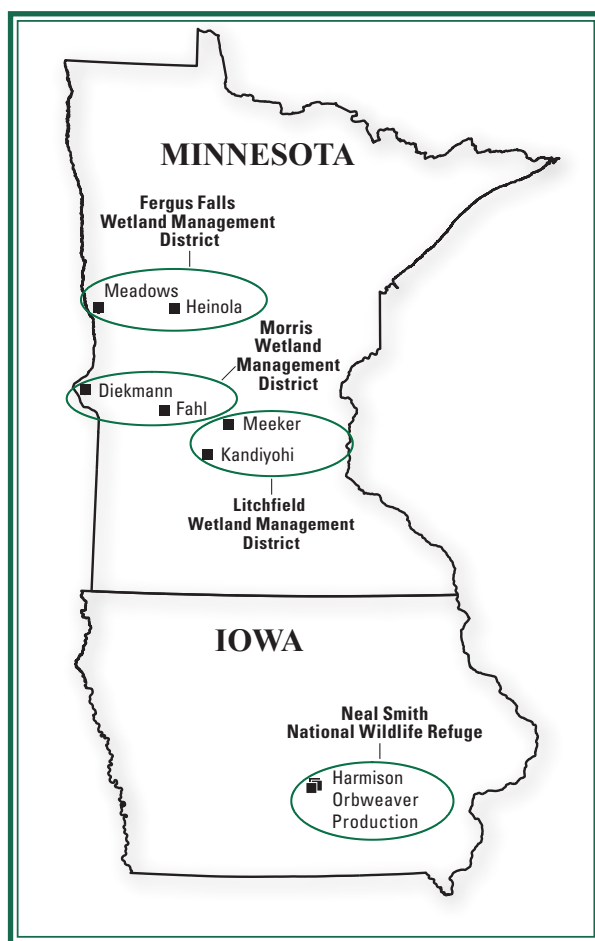 MINNESOTA
Fergus Falls
Wetland Management
District
Meadows
Heinola
Morris
Wetland
Management
District
Diekmann
Fahl
Meeker
Kandiyohi
Litchfield
Wetland Management
District
IOWA
Neal Smith
National Wildlife Refuge
Harmison
Orbweaver
Production